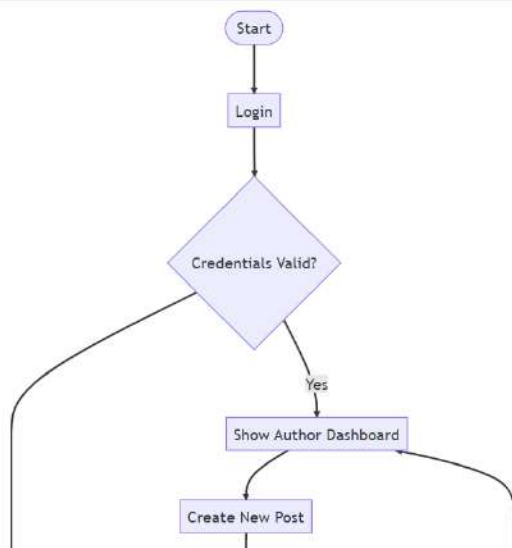 Start
Login
Credentials Valid?
Yes
Show Author Dashboard
Create New Post